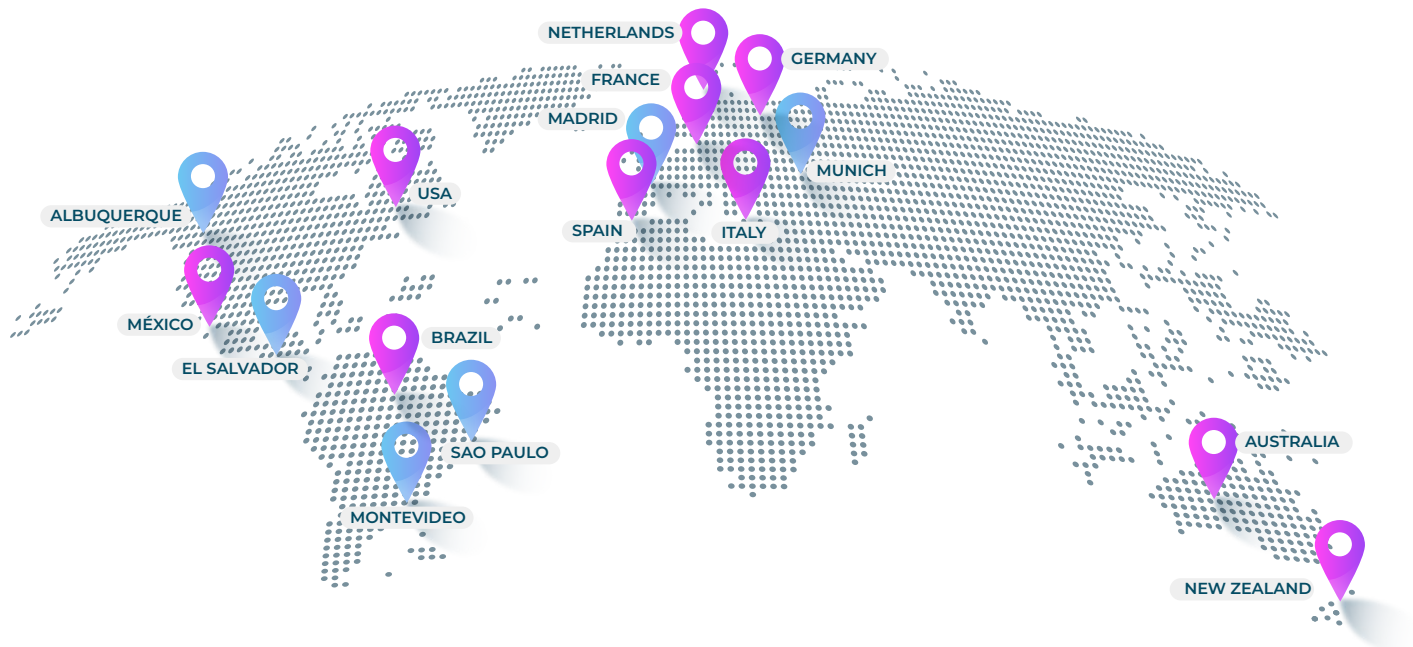 NETHERLANDS
GERMANY
FRANCE
MADRID
MUNICH
USA
ALBUQUERQUE
SPAIN
ITALY
MÉXICO
BRAZIL
EL SALVADOR
AUSTRALIA
SAO PAULO
MONTEVIDEO
NEW ZEALAND